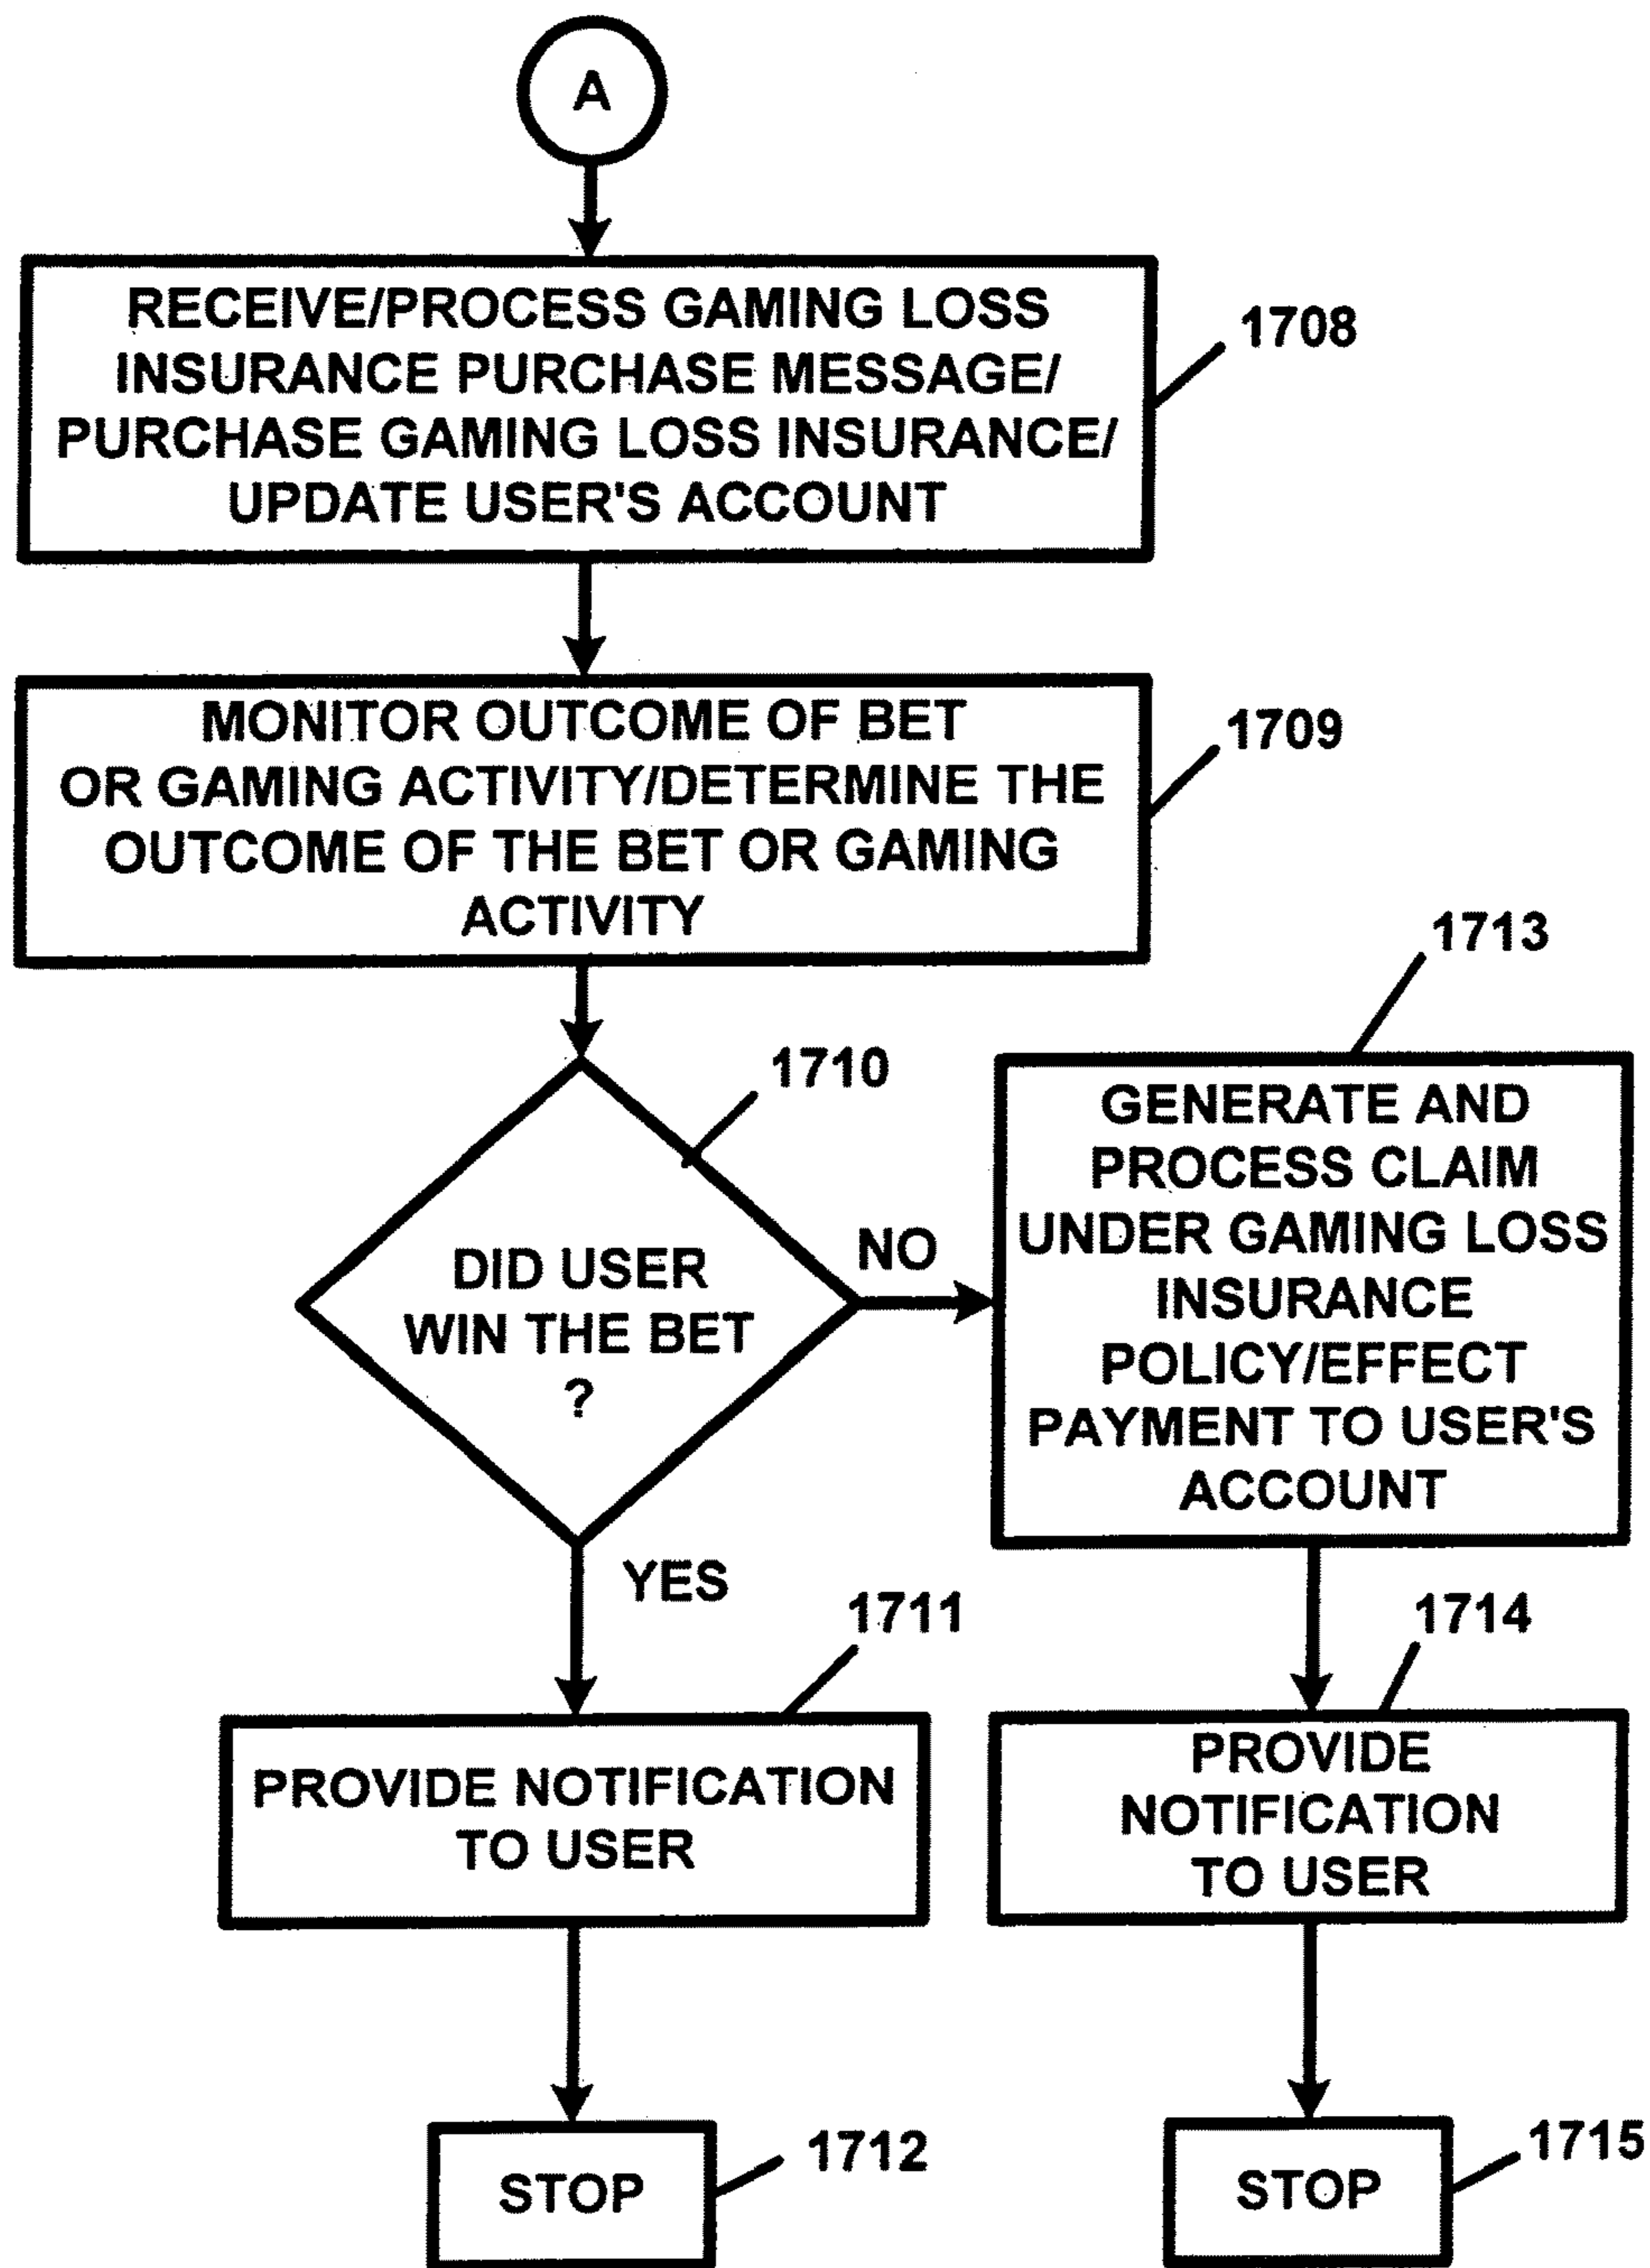 A
RECEIVE/PROCESS GAMING LOSS
INSURANCE PURCHASE MESSAGE/
PURCHASE GAMING LOSS INSURANCE/
UPDATE USER'S ACCOUNT
1708
MONITOR OUTCOME OF BET
OR GAMING ACTIVITY/DETERMINE THE
OUTCOME OF THE BET OR GAMING
ACTIVITY
1709
1710
DID USER
WIN THE BET
?
NO
YES
1713
GENERATE AND
PROCESS CLAIM
UNDER GAMING LOSS
INSURANCE
POLICY/EFFECT
PAYMENT TO USER'S
ACCOUNT
1711
PROVIDE NOTIFICATION
TO USER
1714
PROVIDE
NOTIFICATION
TO USER
STOP
1712
STOP
1715